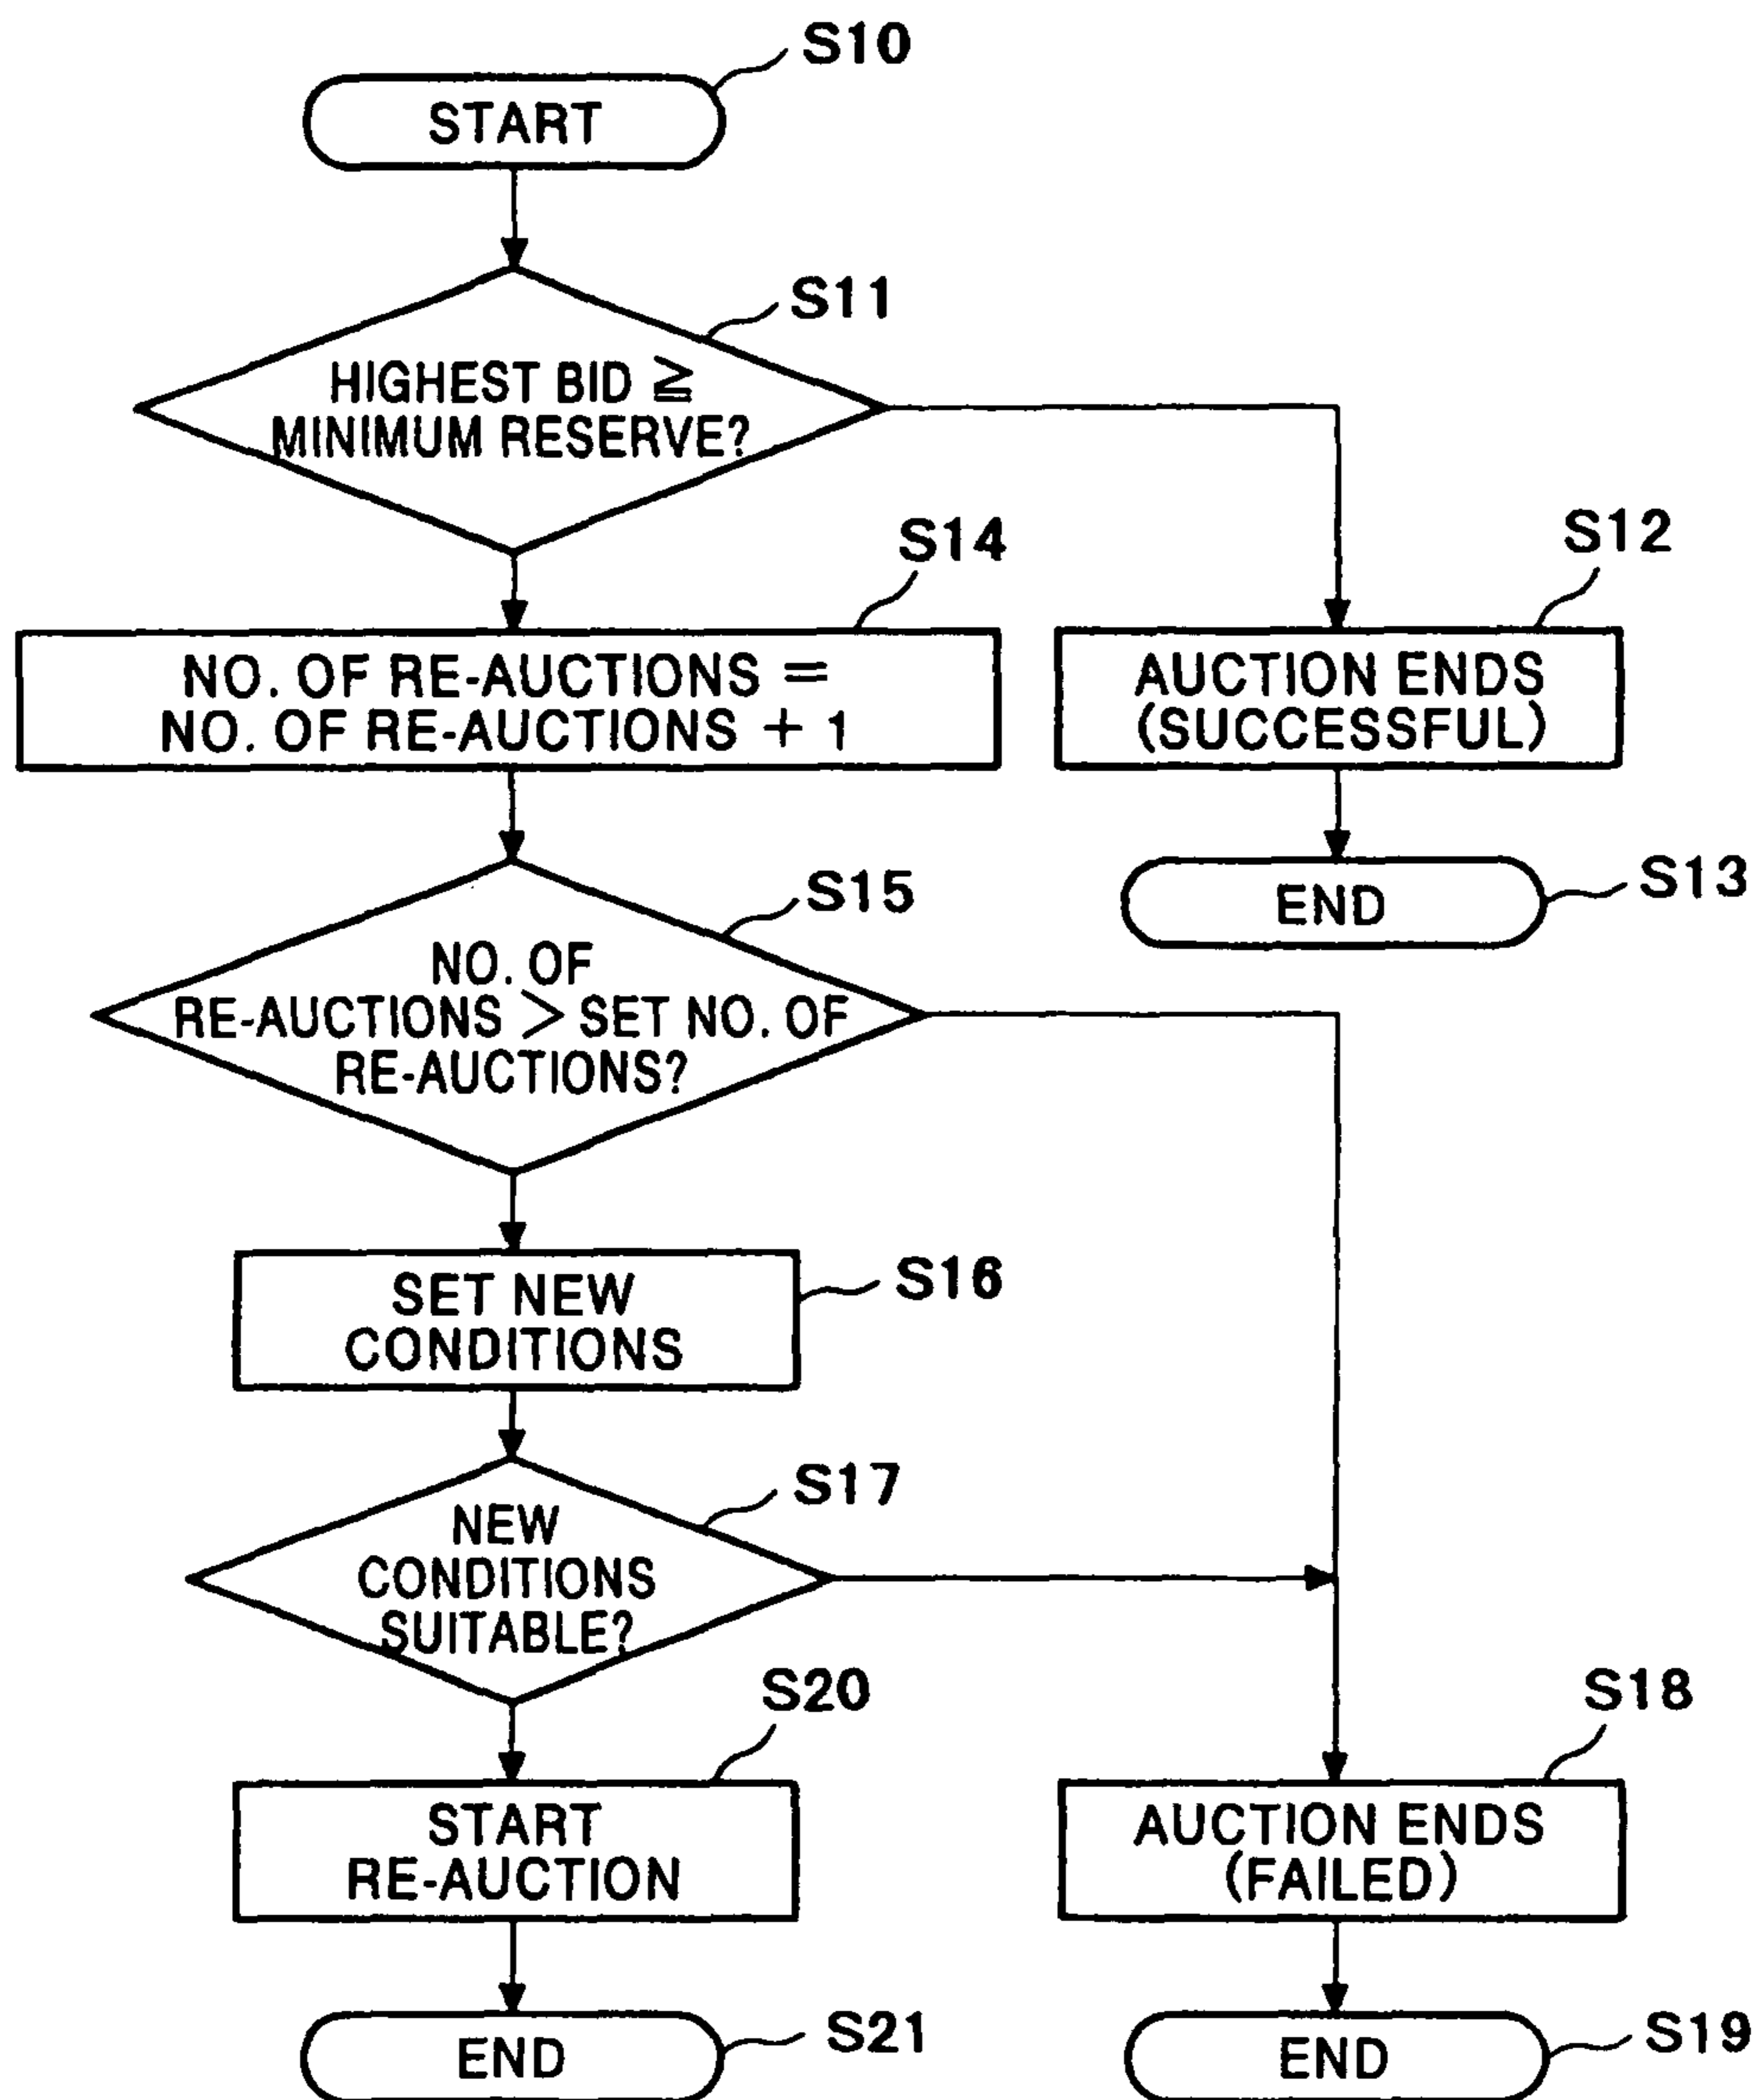 S10
START
S11
HIGHEST BID ≧
MINIMUM RESERVE?
S14
NO. OF RE-AUCTIONS =
NO. OF RE-AUCTIONS + 1
S12
AUCTION ENDS
(SUCCESSFUL)
S13
END
S15
NO. OF
RE-AUCTIONS > SET NO. OF
RE-AUCTIONS?
S16
SET NEW
CONDITIONS
S17
NEW
CONDITIONS
SUITABLE?
S20
START
RE-AUCTION
S18
AUCTION ENDS
(FAILED)
S21
END
S19
END